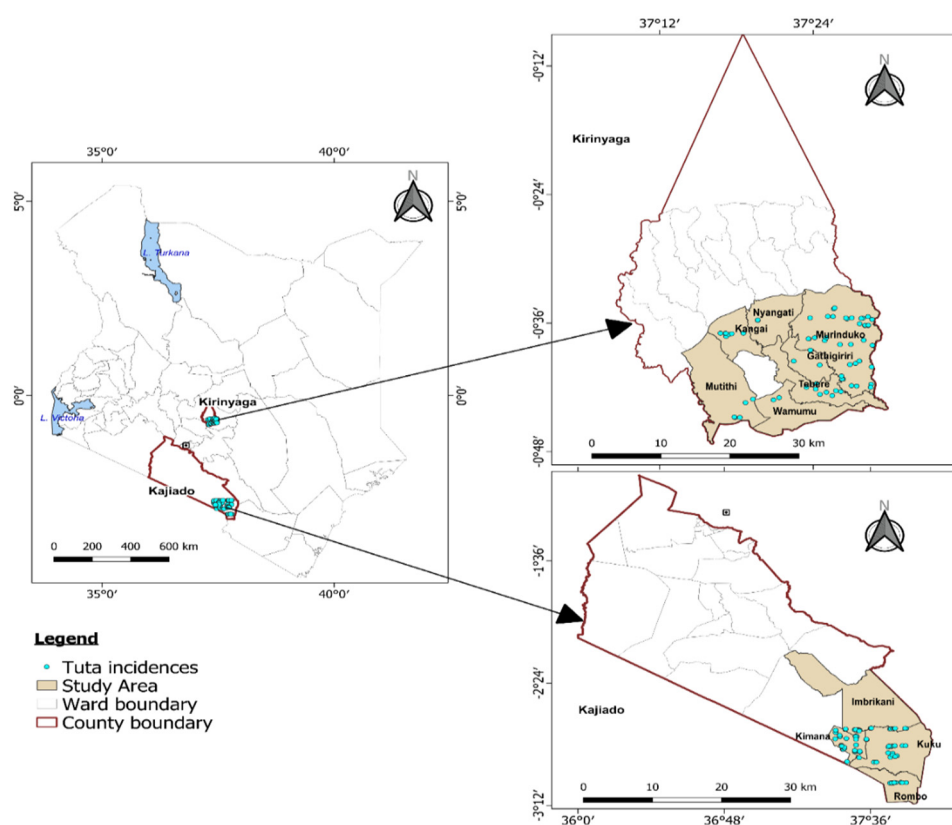 35°0′ 40°0′
N
5°0′ 5°0′
L. Turkana
0°0′ 0°0′
Kirinyaga
L. Victoria
Kajiado
0 200 400 600 km
35°0′ 40°0′
Legend
Tuta incidences
Study Area
Ward boundary
County boundary
37°12′ 37°24′
N
-0°12′
Kirinyaga
-0°24′
-0°36′
Nyangati
Kangai
Murinduko
Gathigiriri
Mutithi
Tebere
Wamumu
0 10 20 30 km
-0°48′
37°12′ 37°24′
N
-1°36′
-2°24′
Imbrikani
Kajiado
Kimana
Kuku
Rombo
0 10 20 30 km
-3°12′
36°0′ 36°48′ 37°36′